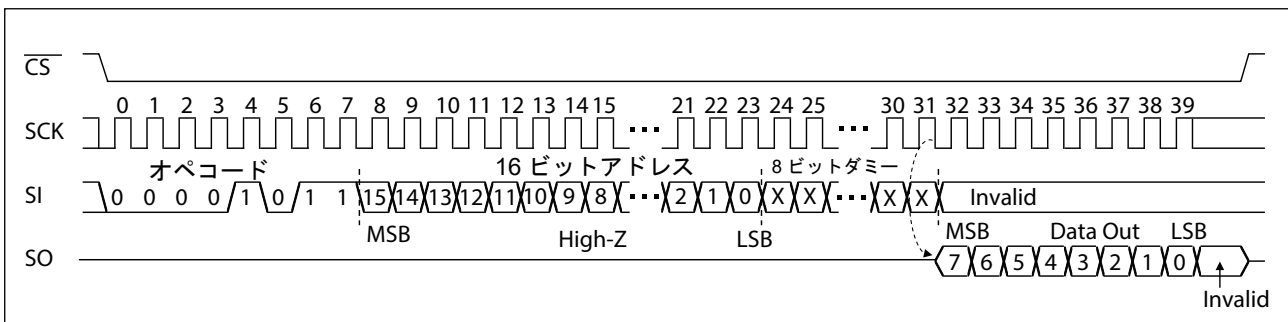 CS
0 1 2 3 4 5 6 7 8 9 10 11 12 13 14 15 21 22 23 24 25 30 31 32 33 34 35 36 37 38 39
SCK
オペコード 16 ビットアドレス 8 ビットダミー
SI 0 0 0 0 1 0 1 1 15 14 13 12 11 10 9 8 2 1 0 X X X X Invalid
MSB High-Z LSB MSB Data Out LSB
SO 7 6 5 4 3 2 1 0
Invalid